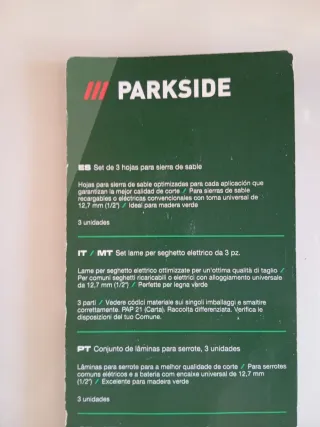 PARKSIDE
ES Set de 3 hojas para sierra de sable
Hojas para sierra de sable optimizadas para cada aplicación que
garantizan la mejor calidad de corte / Para sierras de sable
recargables o eléctricas convencionales con toma universal de
12,7 mm (1/2") / Ideal para madera verde
3 unidades
IT / MT Set lame per seghetto elettrico da 3 pz.
Lame per seghetto elettrico ottimizzate per un'ottima qualità di taglio /
Per comuni seghetti ricaricabili o elettrici con alloggiamento universale
da 12,7 mm (1/2") / Perfette per legna verde
3 parti / Vedere códici materiale sui singoli imballaggi e smaltire
correttamente. PAP 21 (Carta). Raccolta differenziata. Verifica le
disposizioni del tuo Comune.
PT Conjunto de lâminas para serrote, 3 unidades
Lâminas para serrote para a melhor qualidade de corte / Para serrotes
comuns elétricos e a bateria com encaixe universal de 12,7 mm
(1/2") / Excelente para madeira verde
3 unidades